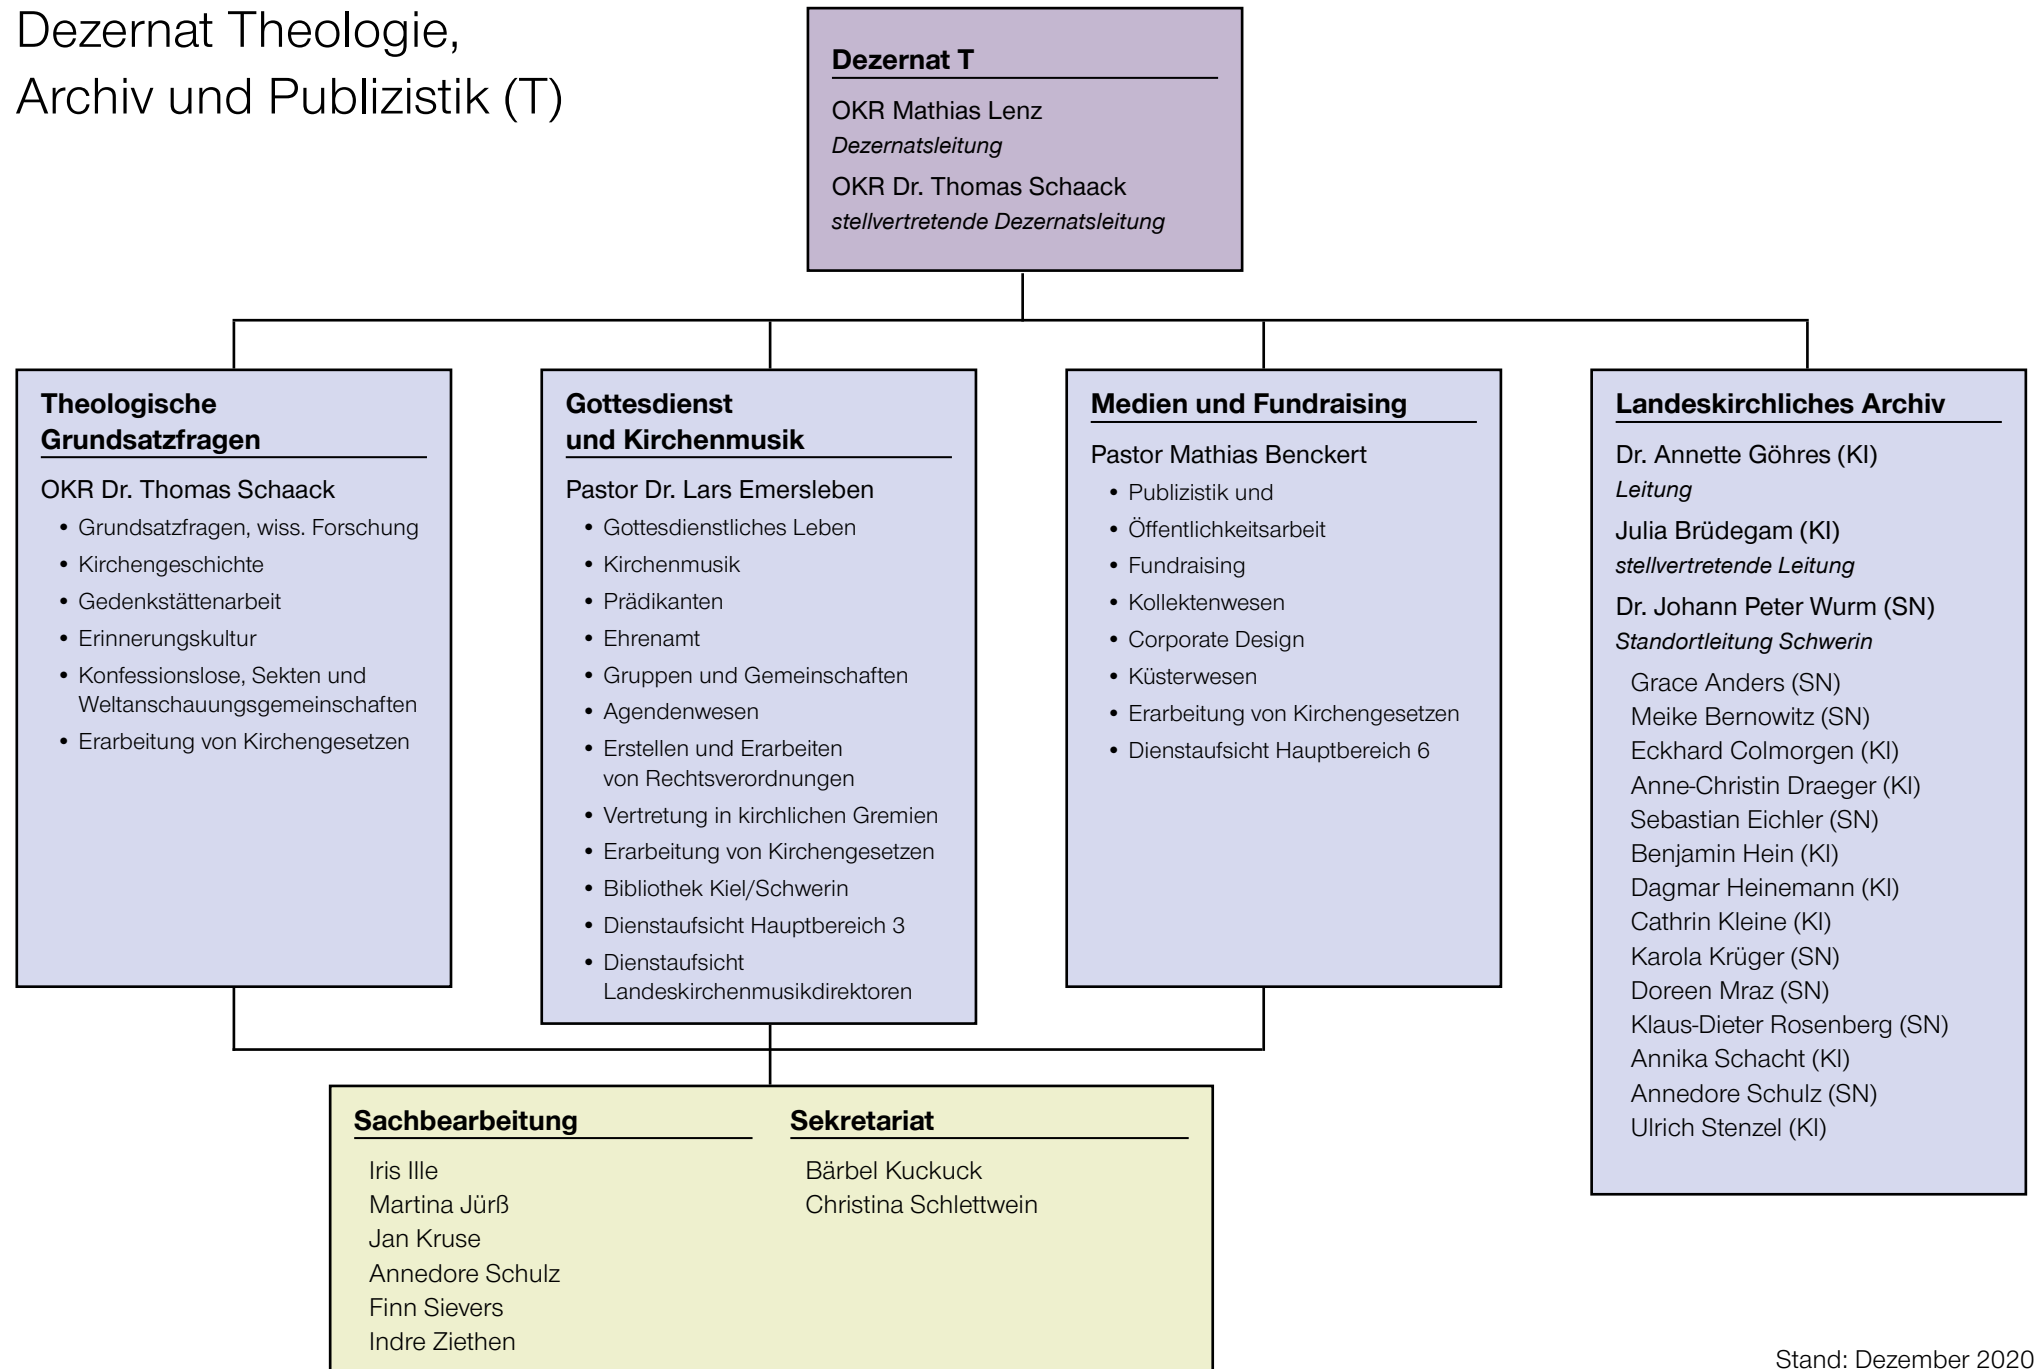 Dezernat Theologie,
Archiv und Publizistik (T)
Dezernat T
OKR Mathias Lenz
Dezernatsleitung
OKR Dr. Thomas Schaack
stellvertretende Dezernatsleitung
Theologische
Grundsatzfragen
OKR Dr. Thomas Schaack
• Grundsatzfragen, wiss. Forschung
• Kirchengeschichte
• Gedenkstättenarbeit
• Erinnerungskultur
• Konfessionslose, Sekten und
Weltanschauungsgemeinschaften
• Erarbeitung von Kirchengesetzen
Gottesdienst
und Kirchenmusik
Pastor Dr. Lars Emersleben
• Gottesdienstliches Leben
• Kirchenmusik
• Prädikanten
• Ehrenamt
• Gruppen und Gemeinschaften
• Agendenwesen
• Erstellen und Erarbeiten
von Rechtsverordnungen
• Vertretung in kirchlichen Gremien
• Erarbeitung von Kirchengesetzen
• Bibliothek Kiel/Schwerin
• Dienstaufsicht Hauptbereich 3
• Dienstaufsicht
Landeskirchenmusikdirektoren
Medien und Fundraising
Pastor Mathias Benckert
• Publizistik und
• Öffentlichkeitsarbeit
• Fundraising
• Kollektenwesen
• Corporate Design
• Küsterwesen
• Erarbeitung von Kirchengesetzen
• Dienstaufsicht Hauptbereich 6
Landeskirchliches Archiv
Dr. Annette Göhres (KI)
Leitung
Julia Brüdegam (KI)
stellvertretende Leitung
Dr. Johann Peter Wurm (SN)
Standortleitung Schwerin
Grace Anders (SN)
Meike Bernowitz (SN)
Eckhard Colmorgen (KI)
Anne-Christin Draeger (KI)
Sebastian Eichler (SN)
Benjamin Hein (KI)
Dagmar Heinemann (KI)
Cathrin Kleine (KI)
Karola Krüger (SN)
Doreen Mraz (SN)
Klaus-Dieter Rosenberg (SN)
Annika Schacht (KI)
Annedore Schulz (SN)
Ulrich Stenzel (KI)
Sachbearbeitung
Iris Ille
Martina Jürß
Jan Kruse
Annedore Schulz
Finn Sievers
Indre Ziethen
Sekretariat
Bärbel Kuckuck
Christina Schlettwein
Stand: Dezember 2020